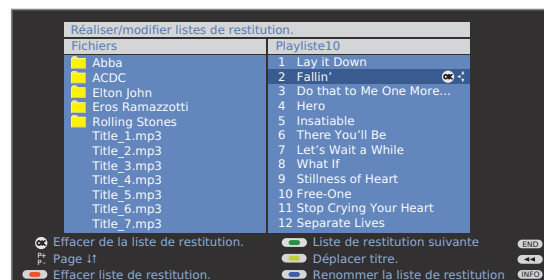 Réaliser/modifier listes de restitution.
Fichiers
Abba
ACDC
Elton John
Eros Ramazzotti
Rolling Stones
Title_1.mp3
Title_2.mp3
Title_3.mp3
Title_4.mp3
Title_5.mp3
Title_6.mp3
Title_7.mp3
Playliste10
1 Lay it Down
2 Fallin’ OK
3 Do that to Me One More...
4 Hero
5 Insatiable
6 There You’ll Be
7 Let’s Wait a While
8 What If
9 Stillness of Heart
10 Free-One
11 Stop Crying Your Heart
12 Separate Lives
OK Effacer de la liste de restitution.
P+ P- Page ↓↑
Effacer liste de restitution.
Liste de restitution suivante END
Déplacer titre.
Renommer la liste de restitution INFO